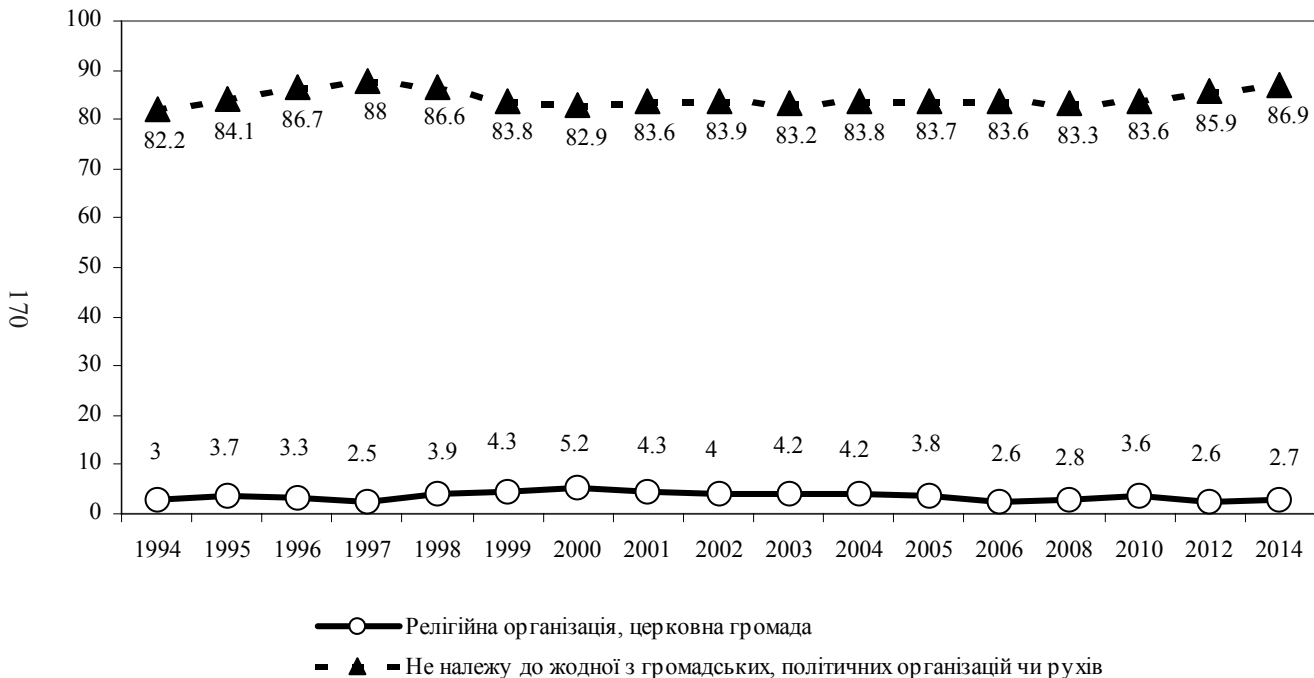 100
90
80
70
60
50
40
30
20
10
0
82.2 84.1 86.7 88 86.6 83.8 82.9 83.6 83.9 83.2 83.8 83.7 83.6 83.3 83.6 85.9 86.9
3 3.7 3.3 2.5 3.9 4.3 5.2 4.3 4 4.2 4.2 3.8 2.6 2.8 3.6 2.6 2.7
1994 1995 1996 1997 1998 1999 2000 2001 2002 2003 2004 2005 2006 2008 2010 2012 2014
Релігійна організація, церковна громада
Не належу до жодної з громадських, політичних організацій чи рухів
170